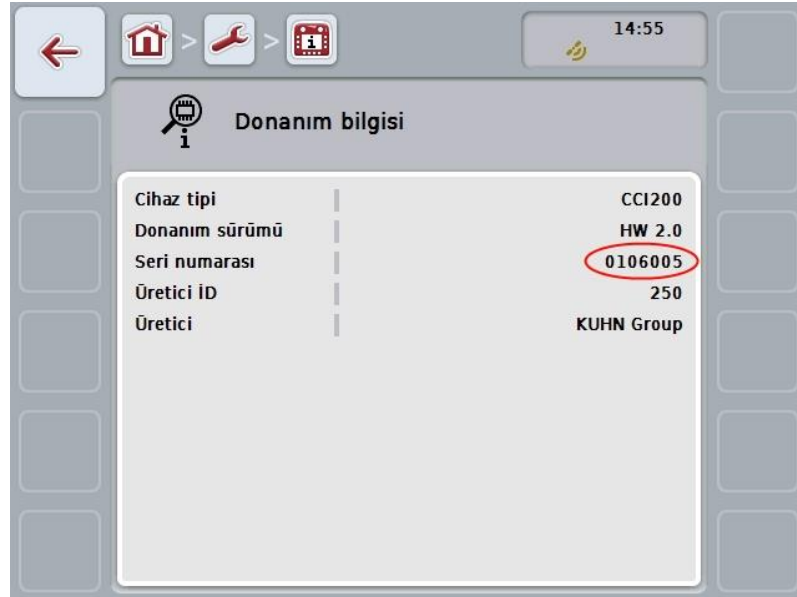 14:55
Donanım bilgisi
Cihaz tipi CCI200
Donanım sürümü HW 2.0
Seri numarası 0106005
Üretici İD 250
Üretici KUHN Group